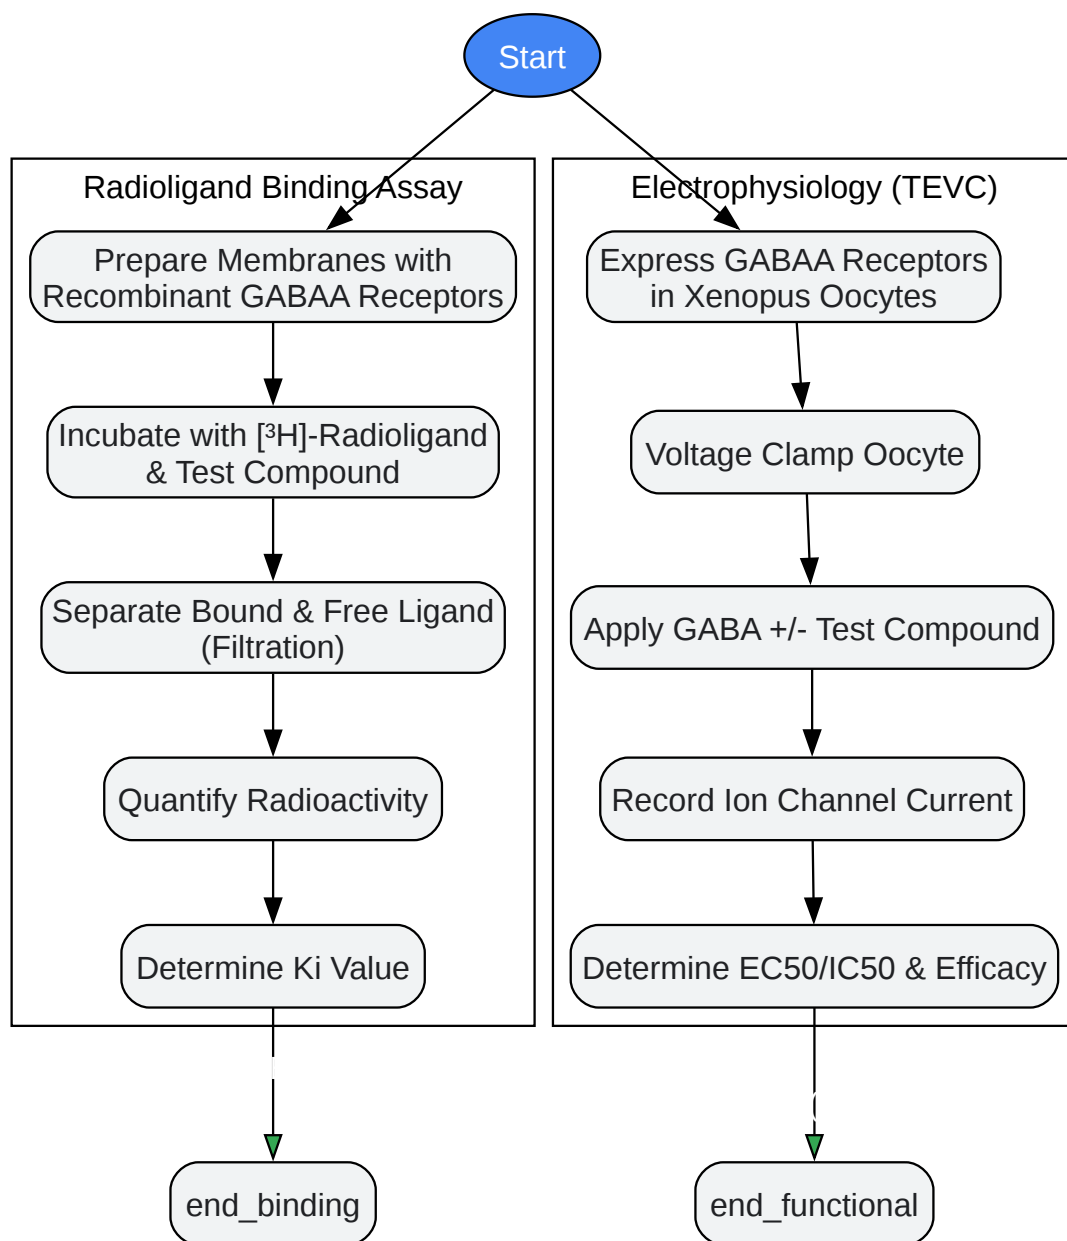 Start
Radioligand Binding Assay
Prepare Membranes with
Recombinant GABAA Receptors
Incubate with [³H]-Radioligand
& Test Compound
Separate Bound & Free Ligand
(Filtration)
Quantify Radioactivity
Determine Ki Value
end_binding
Electrophysiology (TEVC)
Express GABAA Receptors
in Xenopus Oocytes
Voltage Clamp Oocyte
Apply GABA +/- Test Compound
Record Ion Channel Current
Determine EC50/IC50 & Efficacy
end_functional